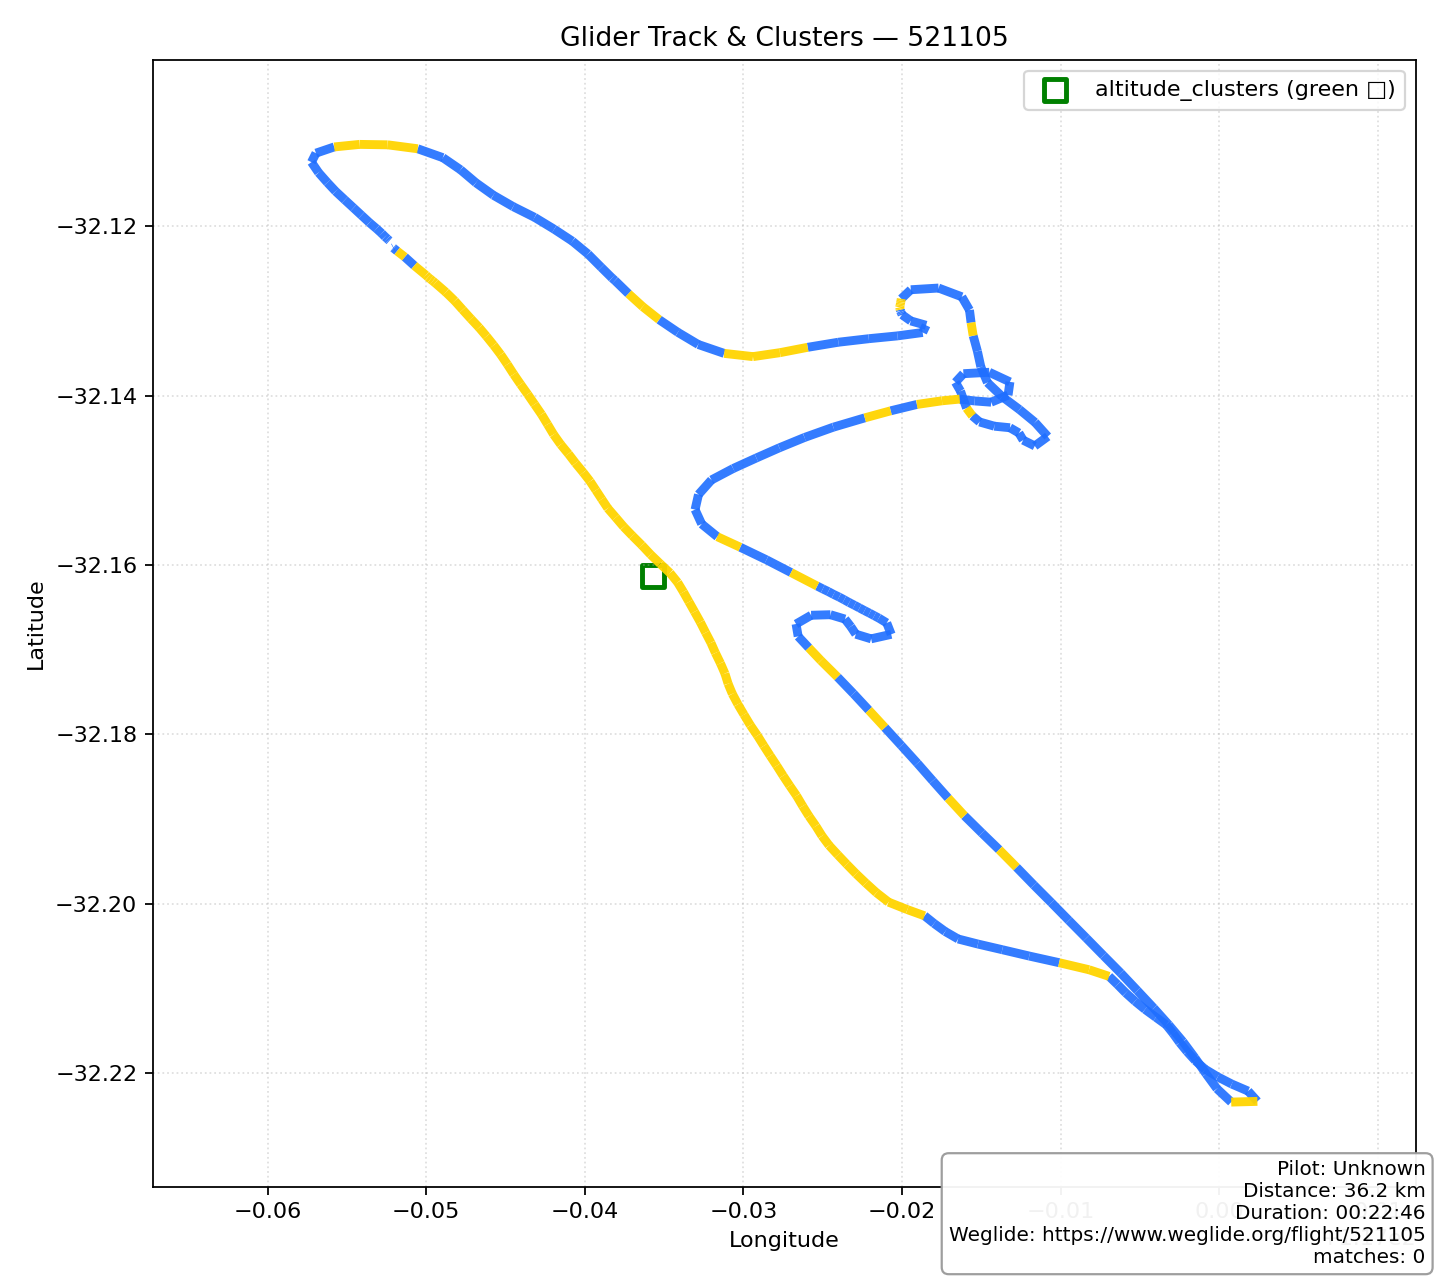 Glider Track & Clusters — 521105
altitude_clusters (green □)
Latitude
−32.12
−32.14
−32.16
−32.18
−32.20
−32.22
−0.06
−0.05
−0.04
−0.03
−0.02
−0.01
Longitude
Pilot: Unknown
Distance: 36.2 km
Duration: 00:22:46
Weglide: https://www.weglide.org/flight/521105
matches: 0